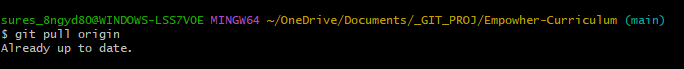 sures_8ngyd80@WINDOWS-LSS7VOE MINGW64 ~/OneDrive/Documents/_GIT_PROJ/Empowher-Curriculum (main)
$ git pull origin
Already up to date.